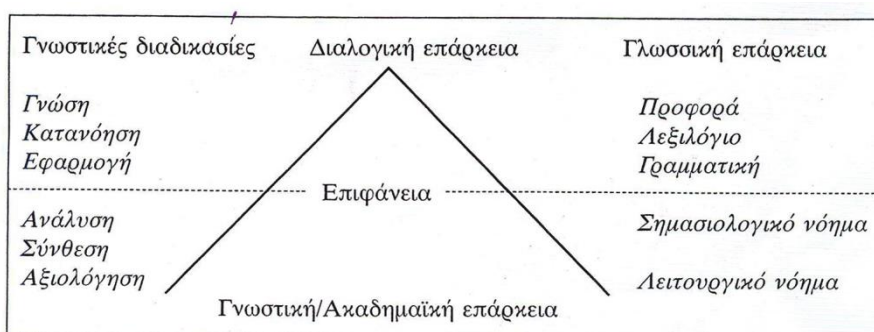 Γνωστικές διαδικασίες Διαλογική επάρκεια Γλωσσική επάρκεια
Γνώση Προφορά
Κατανόηση Λεξιλόγιο
Εφαρμογή Γραμματική
Επιφάνεια
Ανάλυση Σημασιολογικό νόημα
Σύνθεση
Αξιολόγηση Λειτουργικό νόημα
Γνωστική/Ακαδημαϊκή επάρκεια